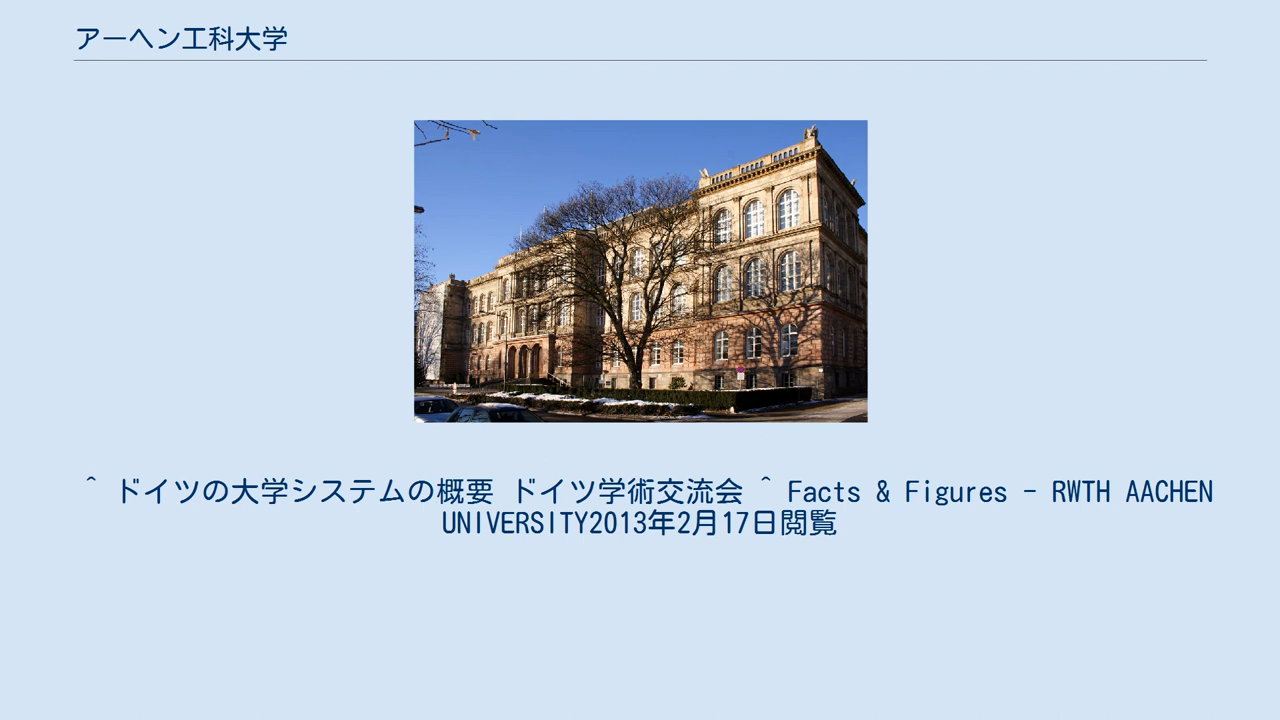 アーヘン工科大学
^ ドイツの大学システムの概要 ドイツ学術交流会 ^ Facts & Figures - RWTH AACHEN
UNIVERSITY2013年2月17日閲覧